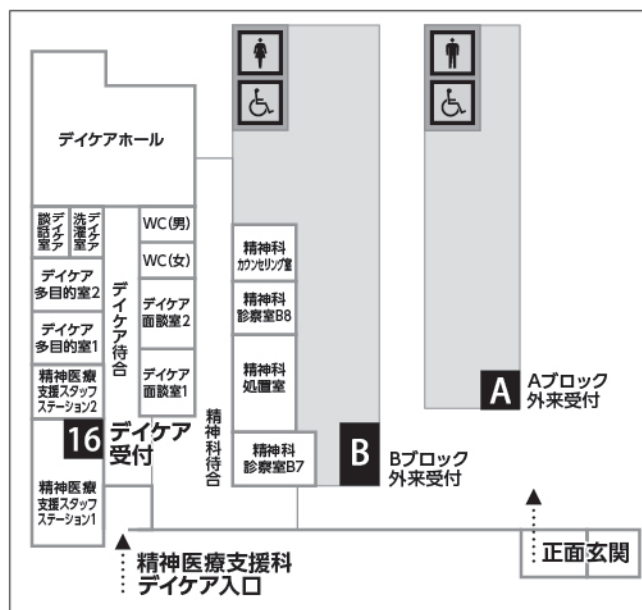 デイケアホール
デイケア
談話室
デイケア
洗濯室
WC(男)
WC(女)
デイケア
多目的室2
デイケア
多目的室1
デイケア待合
デイケア
面談室2
デイケア
面談室1
精神医療
支援スタッフ
ステーション2
16
デイケア
受付
精神医療
支援スタッフ
ステーション1
精神科
カウンセリング室
精神科
診察室B8
精神科
処置室
精神科
診察室B7
精神科待合
B
Bブロック
外来受付
A
Aブロック
外来受付
精神医療支援科
デイケア入口
正面玄関